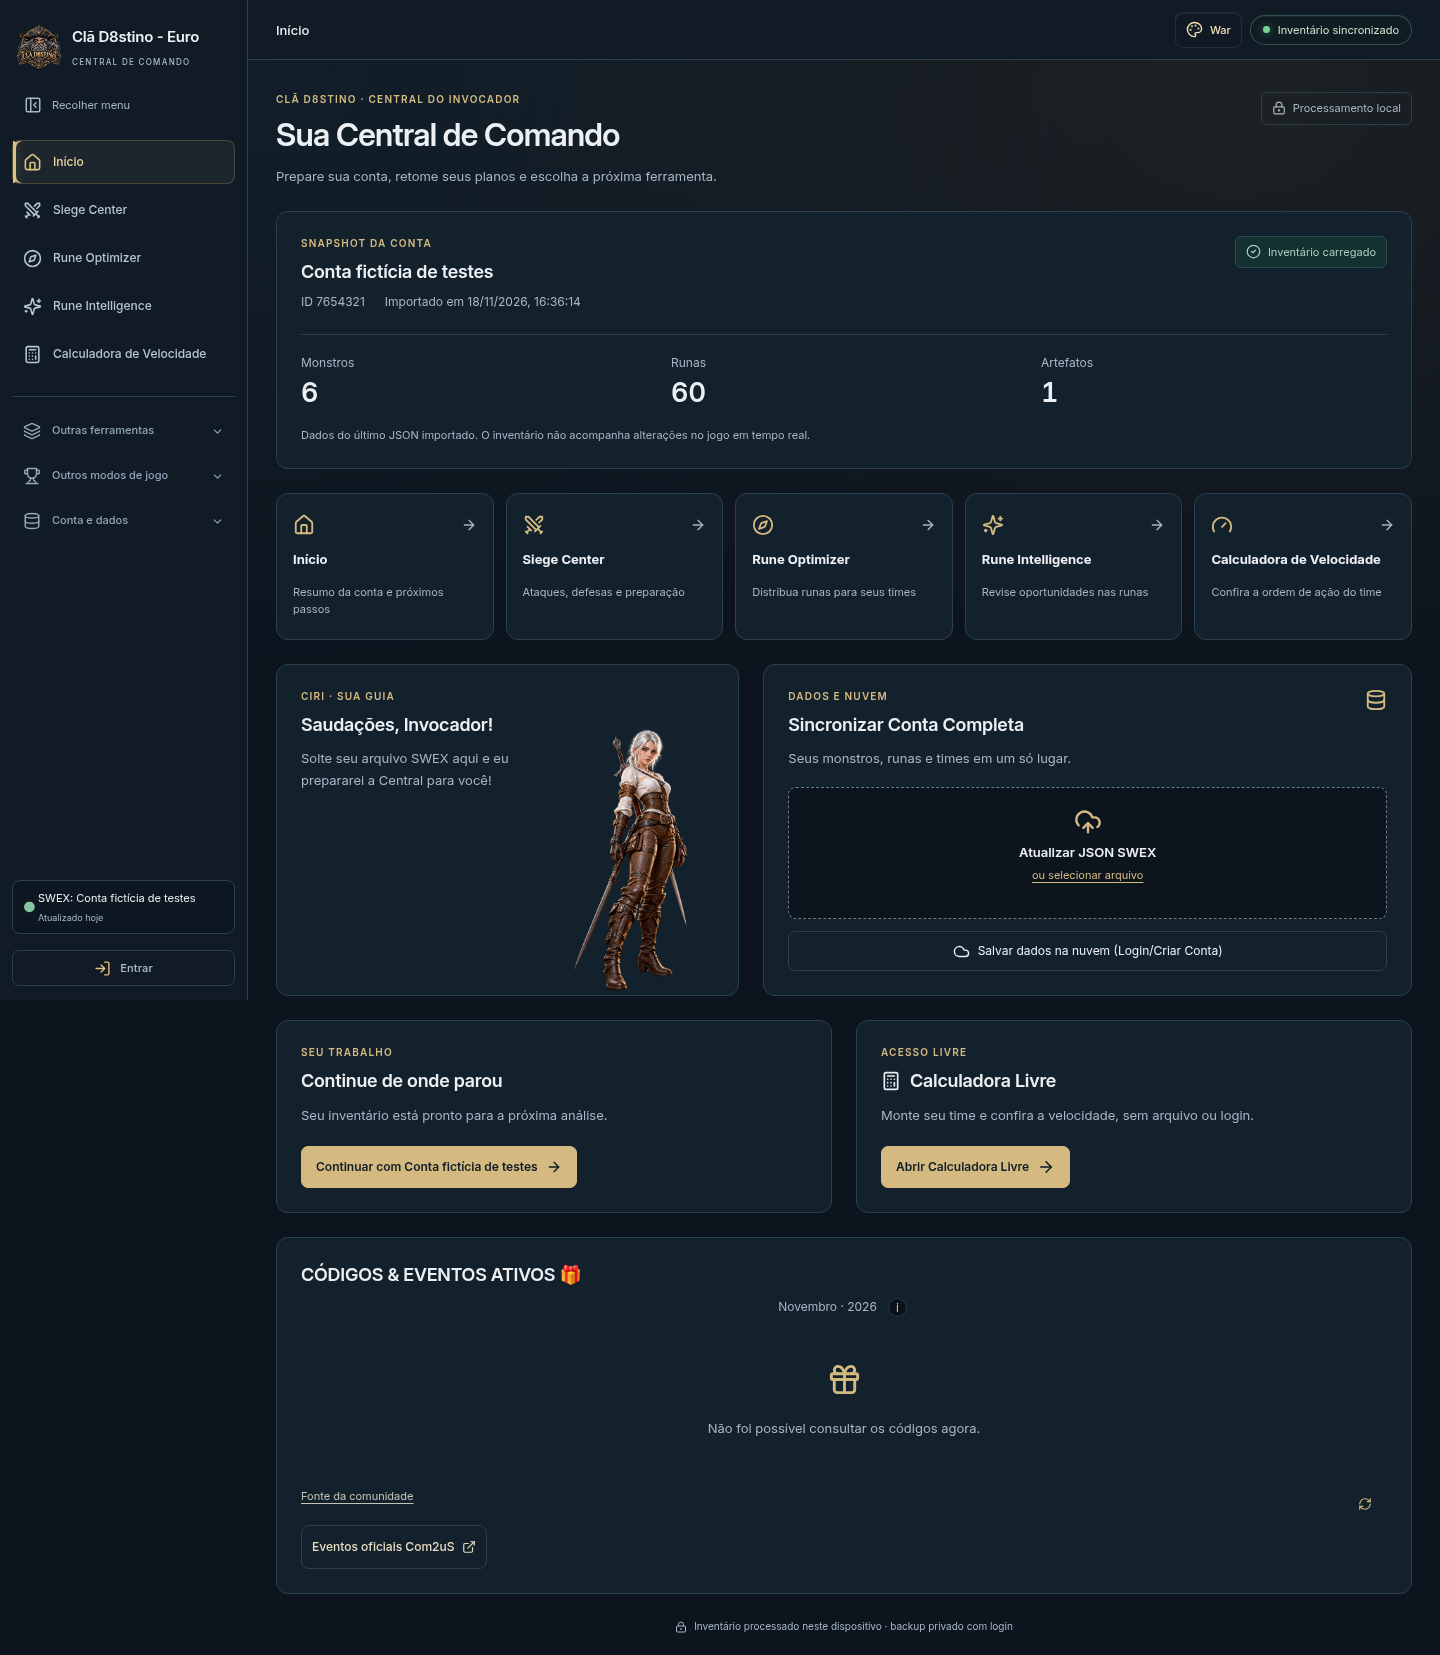 Clã D8stino - Euro
CENTRAL DE COMANDO
Recolher menu
Início
Siege Center
Rune Optimizer
Rune Intelligence
Calculadora de Velocidade
Outras ferramentas
Outros modos de jogo
Conta e dados
SWEX: Conta fictícia de testes
Atualizado hoje
Entrar
Início
War
Inventário sincronizado
CLÃ D8STINO · CENTRAL DO INVOCADOR
Sua Central de Comando
Prepare sua conta, retome seus planos e escolha a próxima ferramenta.
Processamento local
SNAPSHOT DA CONTA
Conta fictícia de testes
ID 7654321 Importado em 18/11/2026, 16:36:14
Inventário carregado
Monstros
6
Runas
60
Artefatos
1
Dados do último JSON importado. O inventário não acompanha alterações no jogo em tempo real.
Início
Resumo da conta e próximos
passos
Siege Center
Ataques, defesas e preparação
Rune Optimizer
Distribua runas para seus times
Rune Intelligence
Revise oportunidades nas runas
Calculadora de Velocidade
Confira a ordem de ação do time
CIRI · SUA GUIA
Saudações, Invocador!
Solte seu arquivo SWEX aqui e eu
prepararei a Central para você!
DADOS E NUVEM
Sincronizar Conta Completa
Seus monstros, runas e times em um só lugar.
Atualizar JSON SWEX
ou selecionar arquivo
Salvar dados na nuvem (Login/Criar Conta)
SEU TRABALHO
Continue de onde parou
Seu inventário está pronto para a próxima análise.
Continuar com Conta fictícia de testes
ACESSO LIVRE
Calculadora Livre
Monte seu time e confira a velocidade, sem arquivo ou login.
Abrir Calculadora Livre
CÓDIGOS & EVENTOS ATIVOS 🎁
Novembro · 2026 i
Não foi possível consultar os códigos agora.
Fonte da comunidade
Eventos oficiais Com2uS
Inventário processado neste dispositivo · backup privado com login